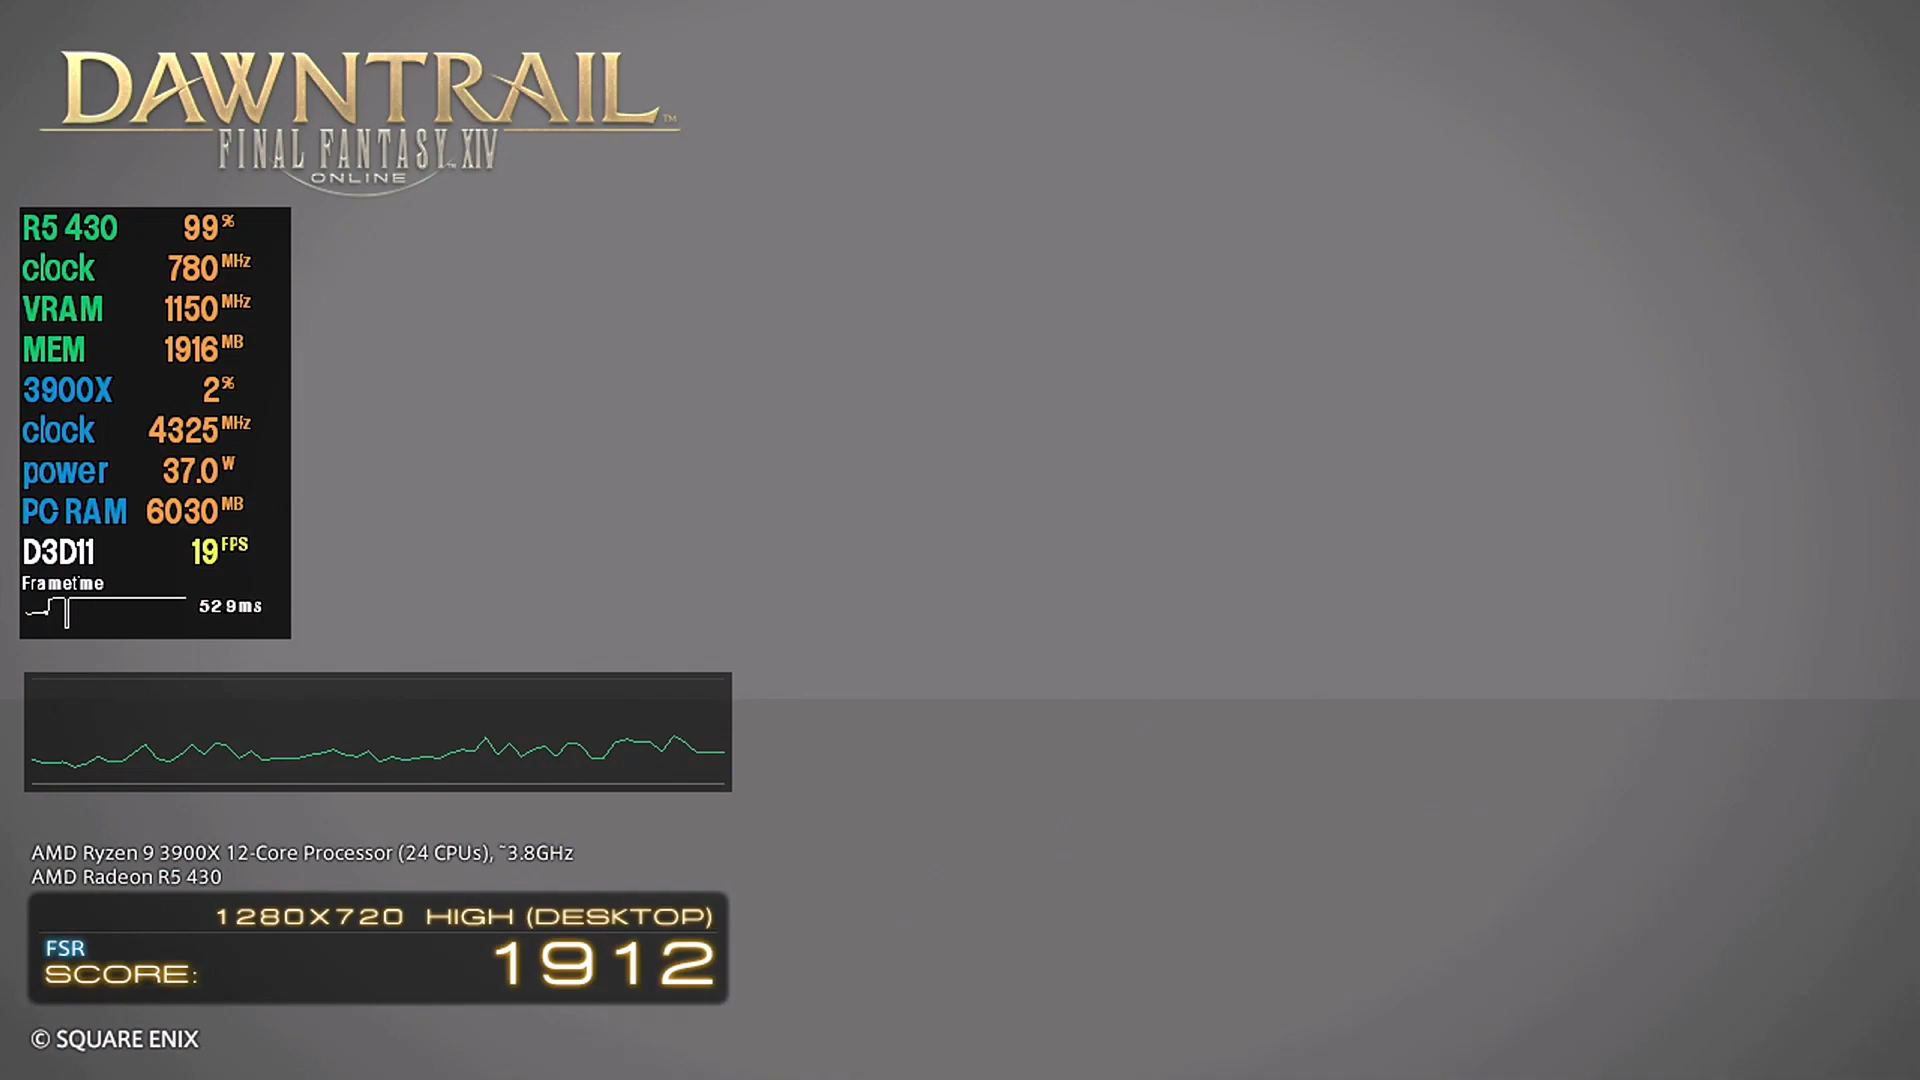 DAWNTRAIL™
FINAL FANTASY™ XIV
ONLINE
R5 430 99%
clock 780 MHz
VRAM 1150 MHz
MEM 1916 MB
3900X 2%
clock 4325 MHz
power 37.0 W
PC RAM 6030 MB
D3D11 19 FPS
Frametime
52.9ms
AMD Ryzen 9 3900X 12-Core Processor (24 CPUs), ~3.8GHz
AMD Radeon R5 430
1280X720 HIGH (DESKTOP)
FSR
SCORE: 1912
© SQUARE ENIX